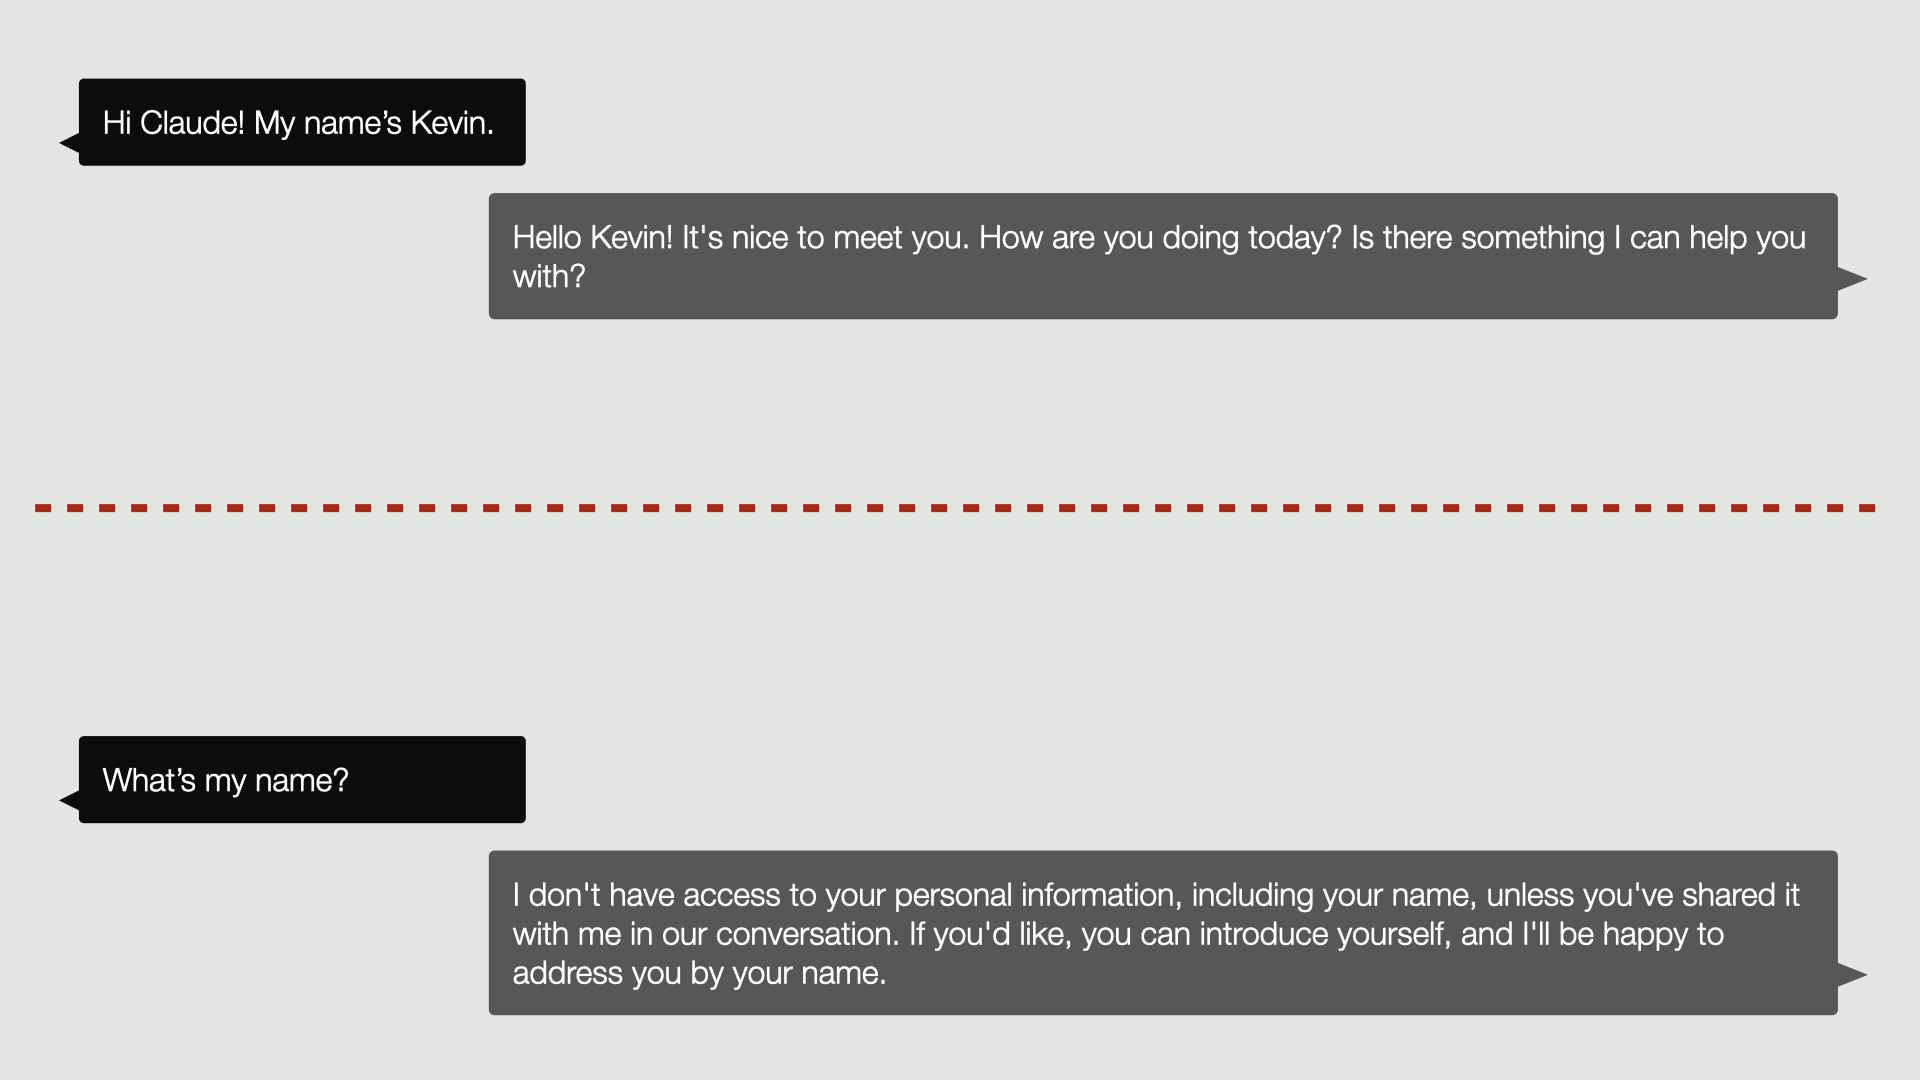 Hi Claude! My name’s Kevin.
Hello Kevin! It's nice to meet you. How are you doing today? Is there something I can help you
with?
What’s my name?
I don't have access to your personal information, including your name, unless you've shared it
with me in our conversation. If you'd like, you can introduce yourself, and I'll be happy to
address you by your name.